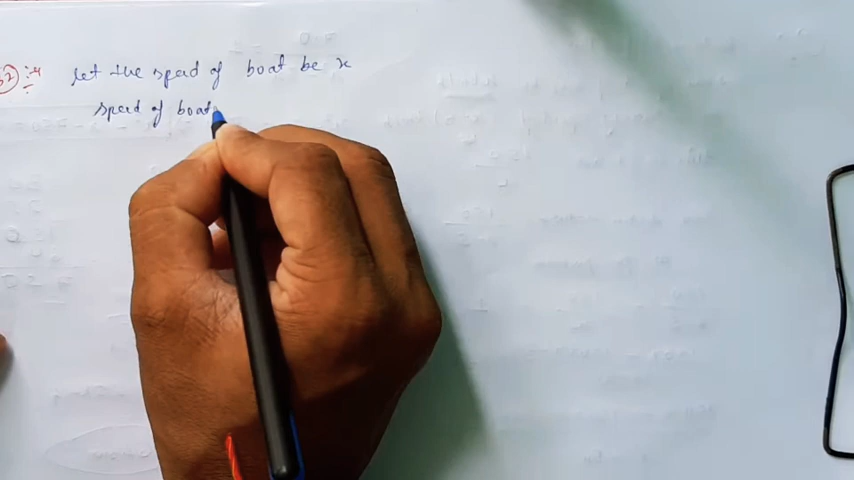 let the speed of boat be x
speed of boat